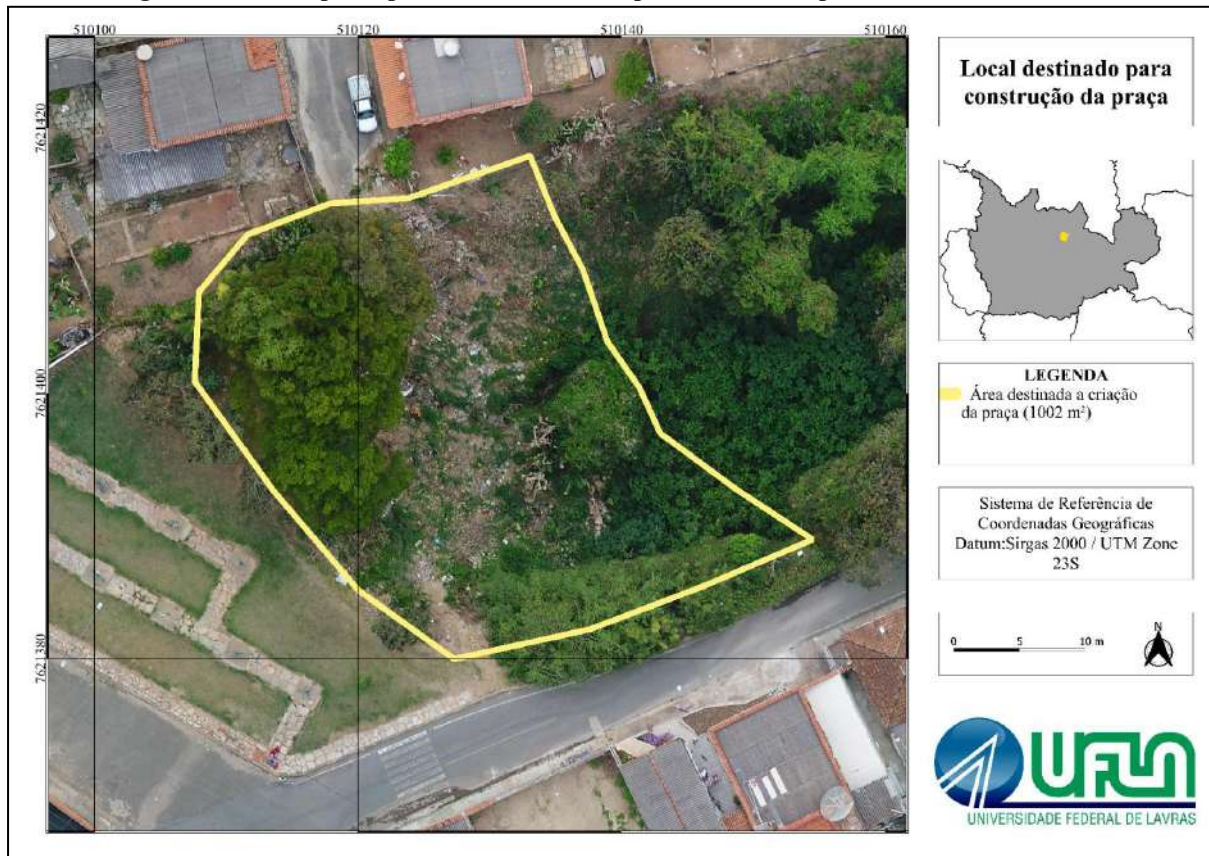 510100 510120 510140 510160
7621420
7621400
7621380
Local destinado para
construção da praça
LEGENDA
Área destinada a criação
da praça (1002 m²)
Sistema de Referência de
Coordenadas Geográficas
Datum:Sirgas 2000 / UTM Zone
23S
0 5 10 m
N
UFLA
UNIVERSIDADE FEDERAL DE LAVRAS